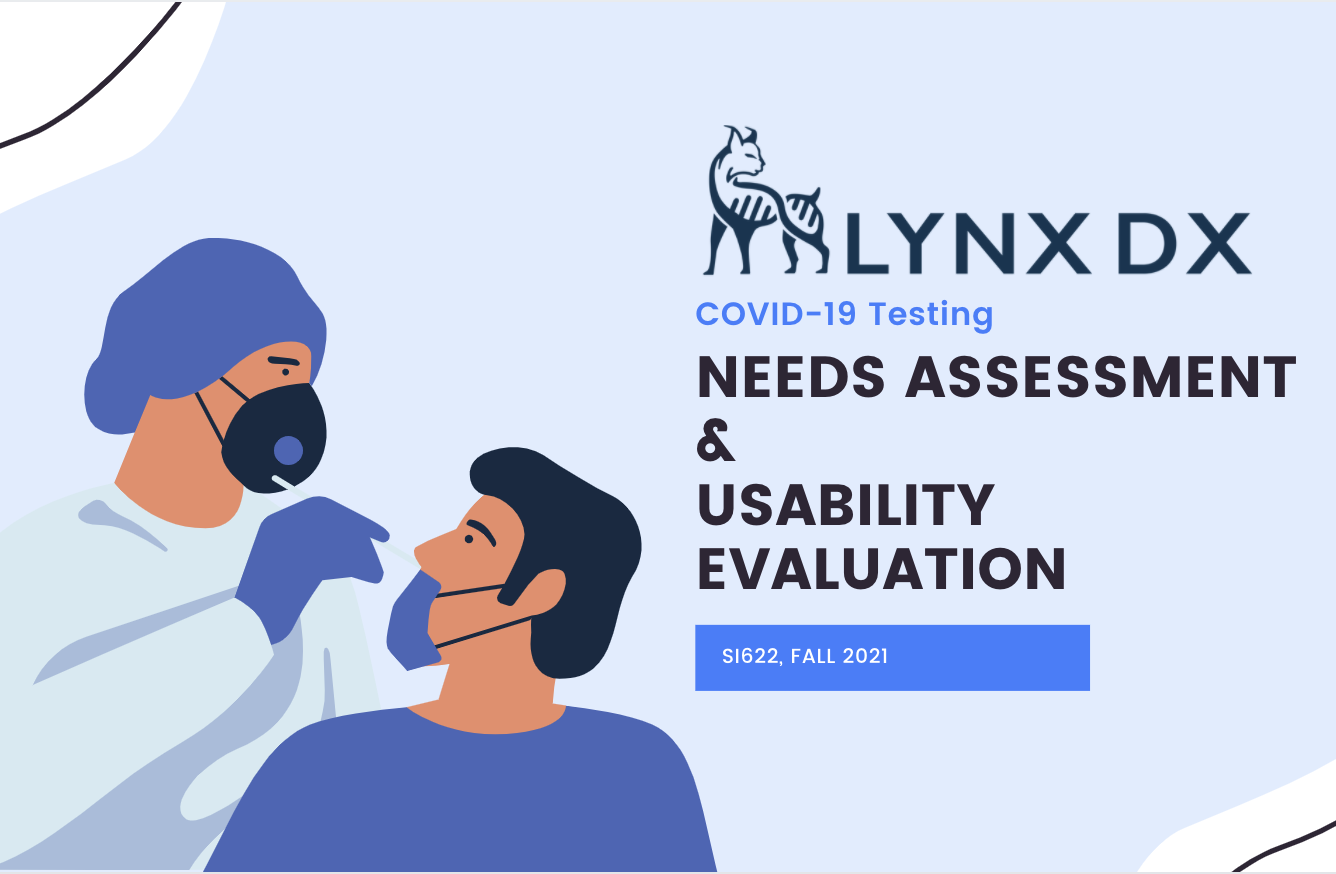 LYNX DX
COVID-19 Testing
NEEDS ASSESSMENT
&
USABILITY
EVALUATION
SI622, FALL 2021